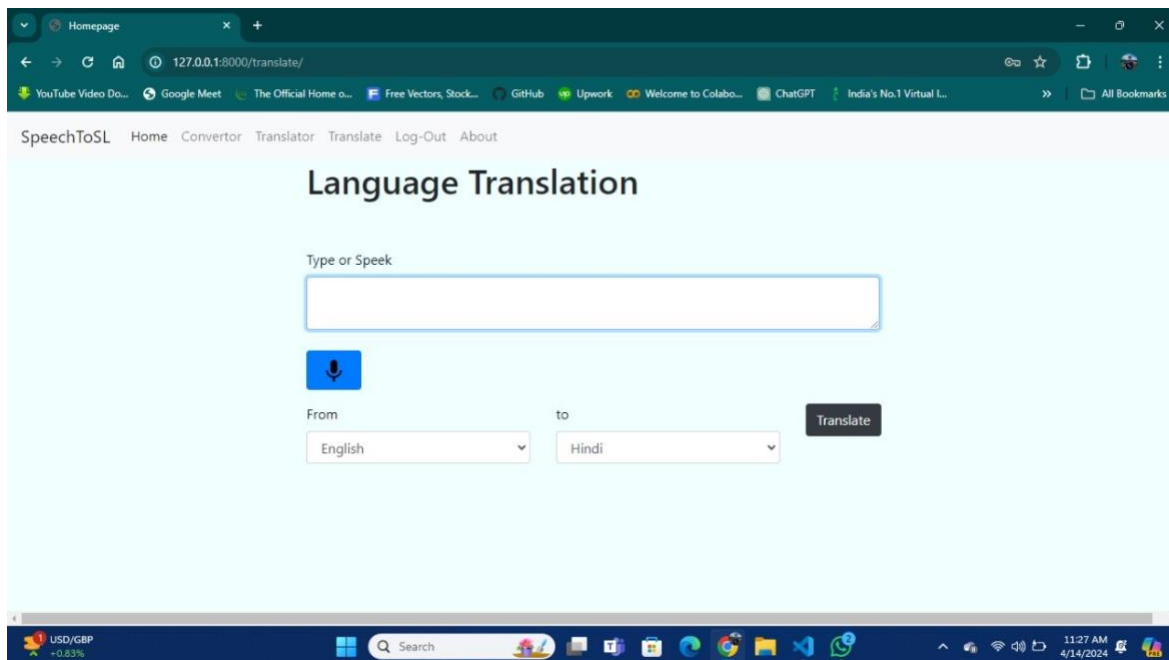 Homepage
127.0.0.1:8000/translate/
YouTube Video Do... Google Meet The Official Home o... Free Vectors, Stock... GitHub Upwork Welcome to Colabo... ChatGPT India's No.1 Virtual I... » All Bookmarks
SpeechToSL Home Convertor Translator Translate Log-Out About
Language Translation
Type or Speek
From to Translate
English Hindi
USD/GBP
+0.83%
Search
11:27 AM
4/14/2024